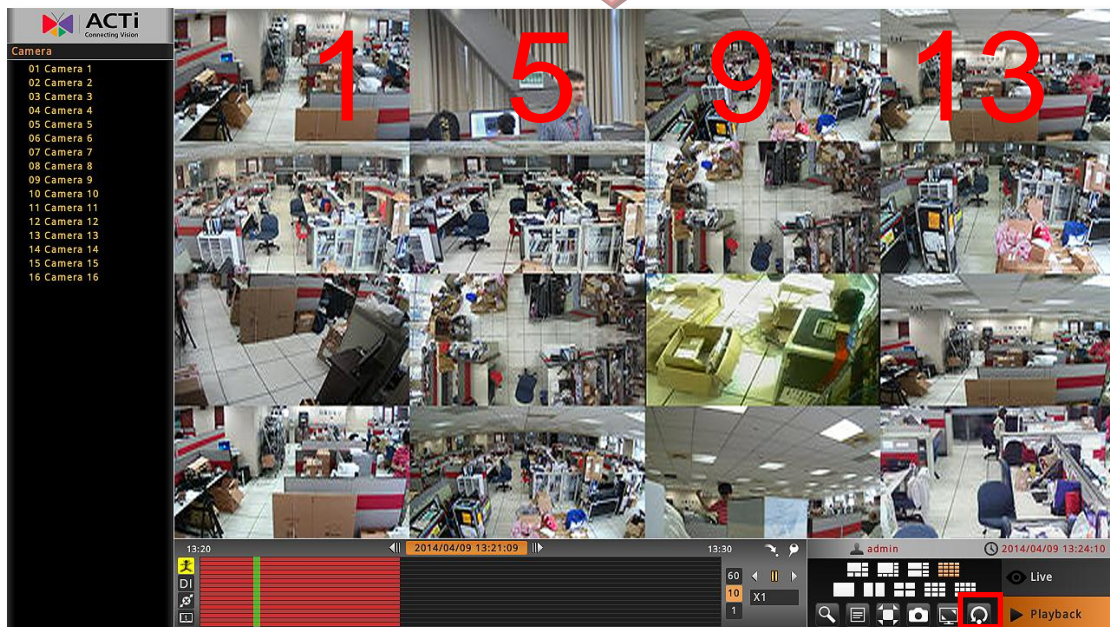 ACTi
Connecting Vision
Camera
01 Camera 1
02 Camera 2
03 Camera 3
04 Camera 4
05 Camera 5
06 Camera 6
07 Camera 7
08 Camera 8
09 Camera 9
10 Camera 10
11 Camera 11
12 Camera 12
13 Camera 13
14 Camera 14
15 Camera 15
16 Camera 16
1 5 9 13
13:20 2014/04/09 13:21:09 13:30
DI
60
10
1
X1
admin 2014/04/09 13:24:10
Live
Playback